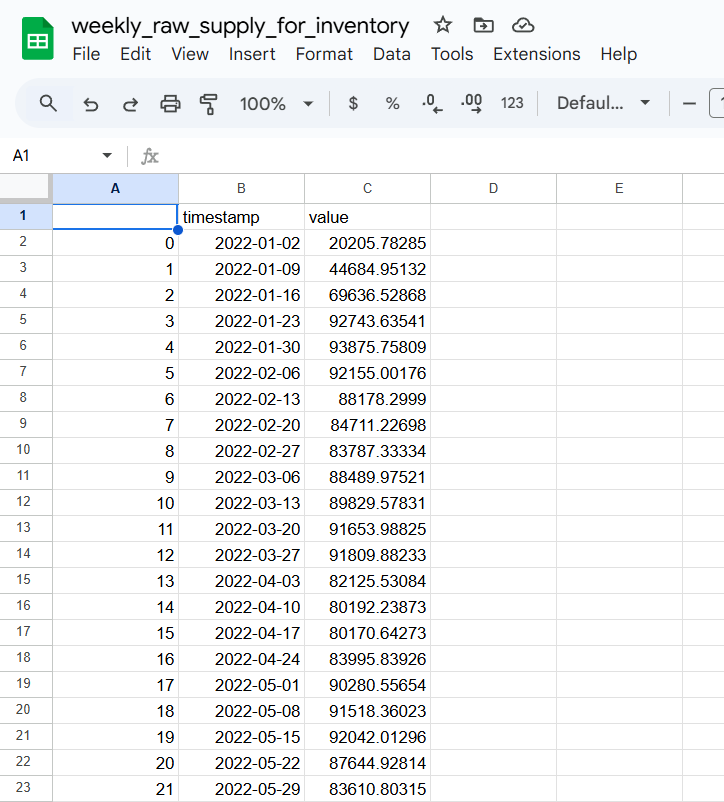 weekly_raw_supply_for_inventory
File Edit View Insert Format Data Tools Extensions Help
100% $ % .0 .00 123 Defaul...
A1 fx
A B C D E
1 timestamp value
2 0 2022-01-02 20205.78285
3 1 2022-01-09 44684.95132
4 2 2022-01-16 69636.52868
5 3 2022-01-23 92743.63541
6 4 2022-01-30 93875.75809
7 5 2022-02-06 92155.00176
8 6 2022-02-13 88178.2999
9 7 2022-02-20 84711.22698
10 8 2022-02-27 83787.33334
11 9 2022-03-06 88489.97521
12 10 2022-03-13 89829.57831
13 11 2022-03-20 91653.98825
14 12 2022-03-27 91809.88233
15 13 2022-04-03 82125.53084
16 14 2022-04-10 80192.23873
17 15 2022-04-17 80170.64273
18 16 2022-04-24 83995.83926
19 17 2022-05-01 90280.55654
20 18 2022-05-08 91518.36023
21 19 2022-05-15 92042.01296
22 20 2022-05-22 87644.92814
23 21 2022-05-29 83610.80315